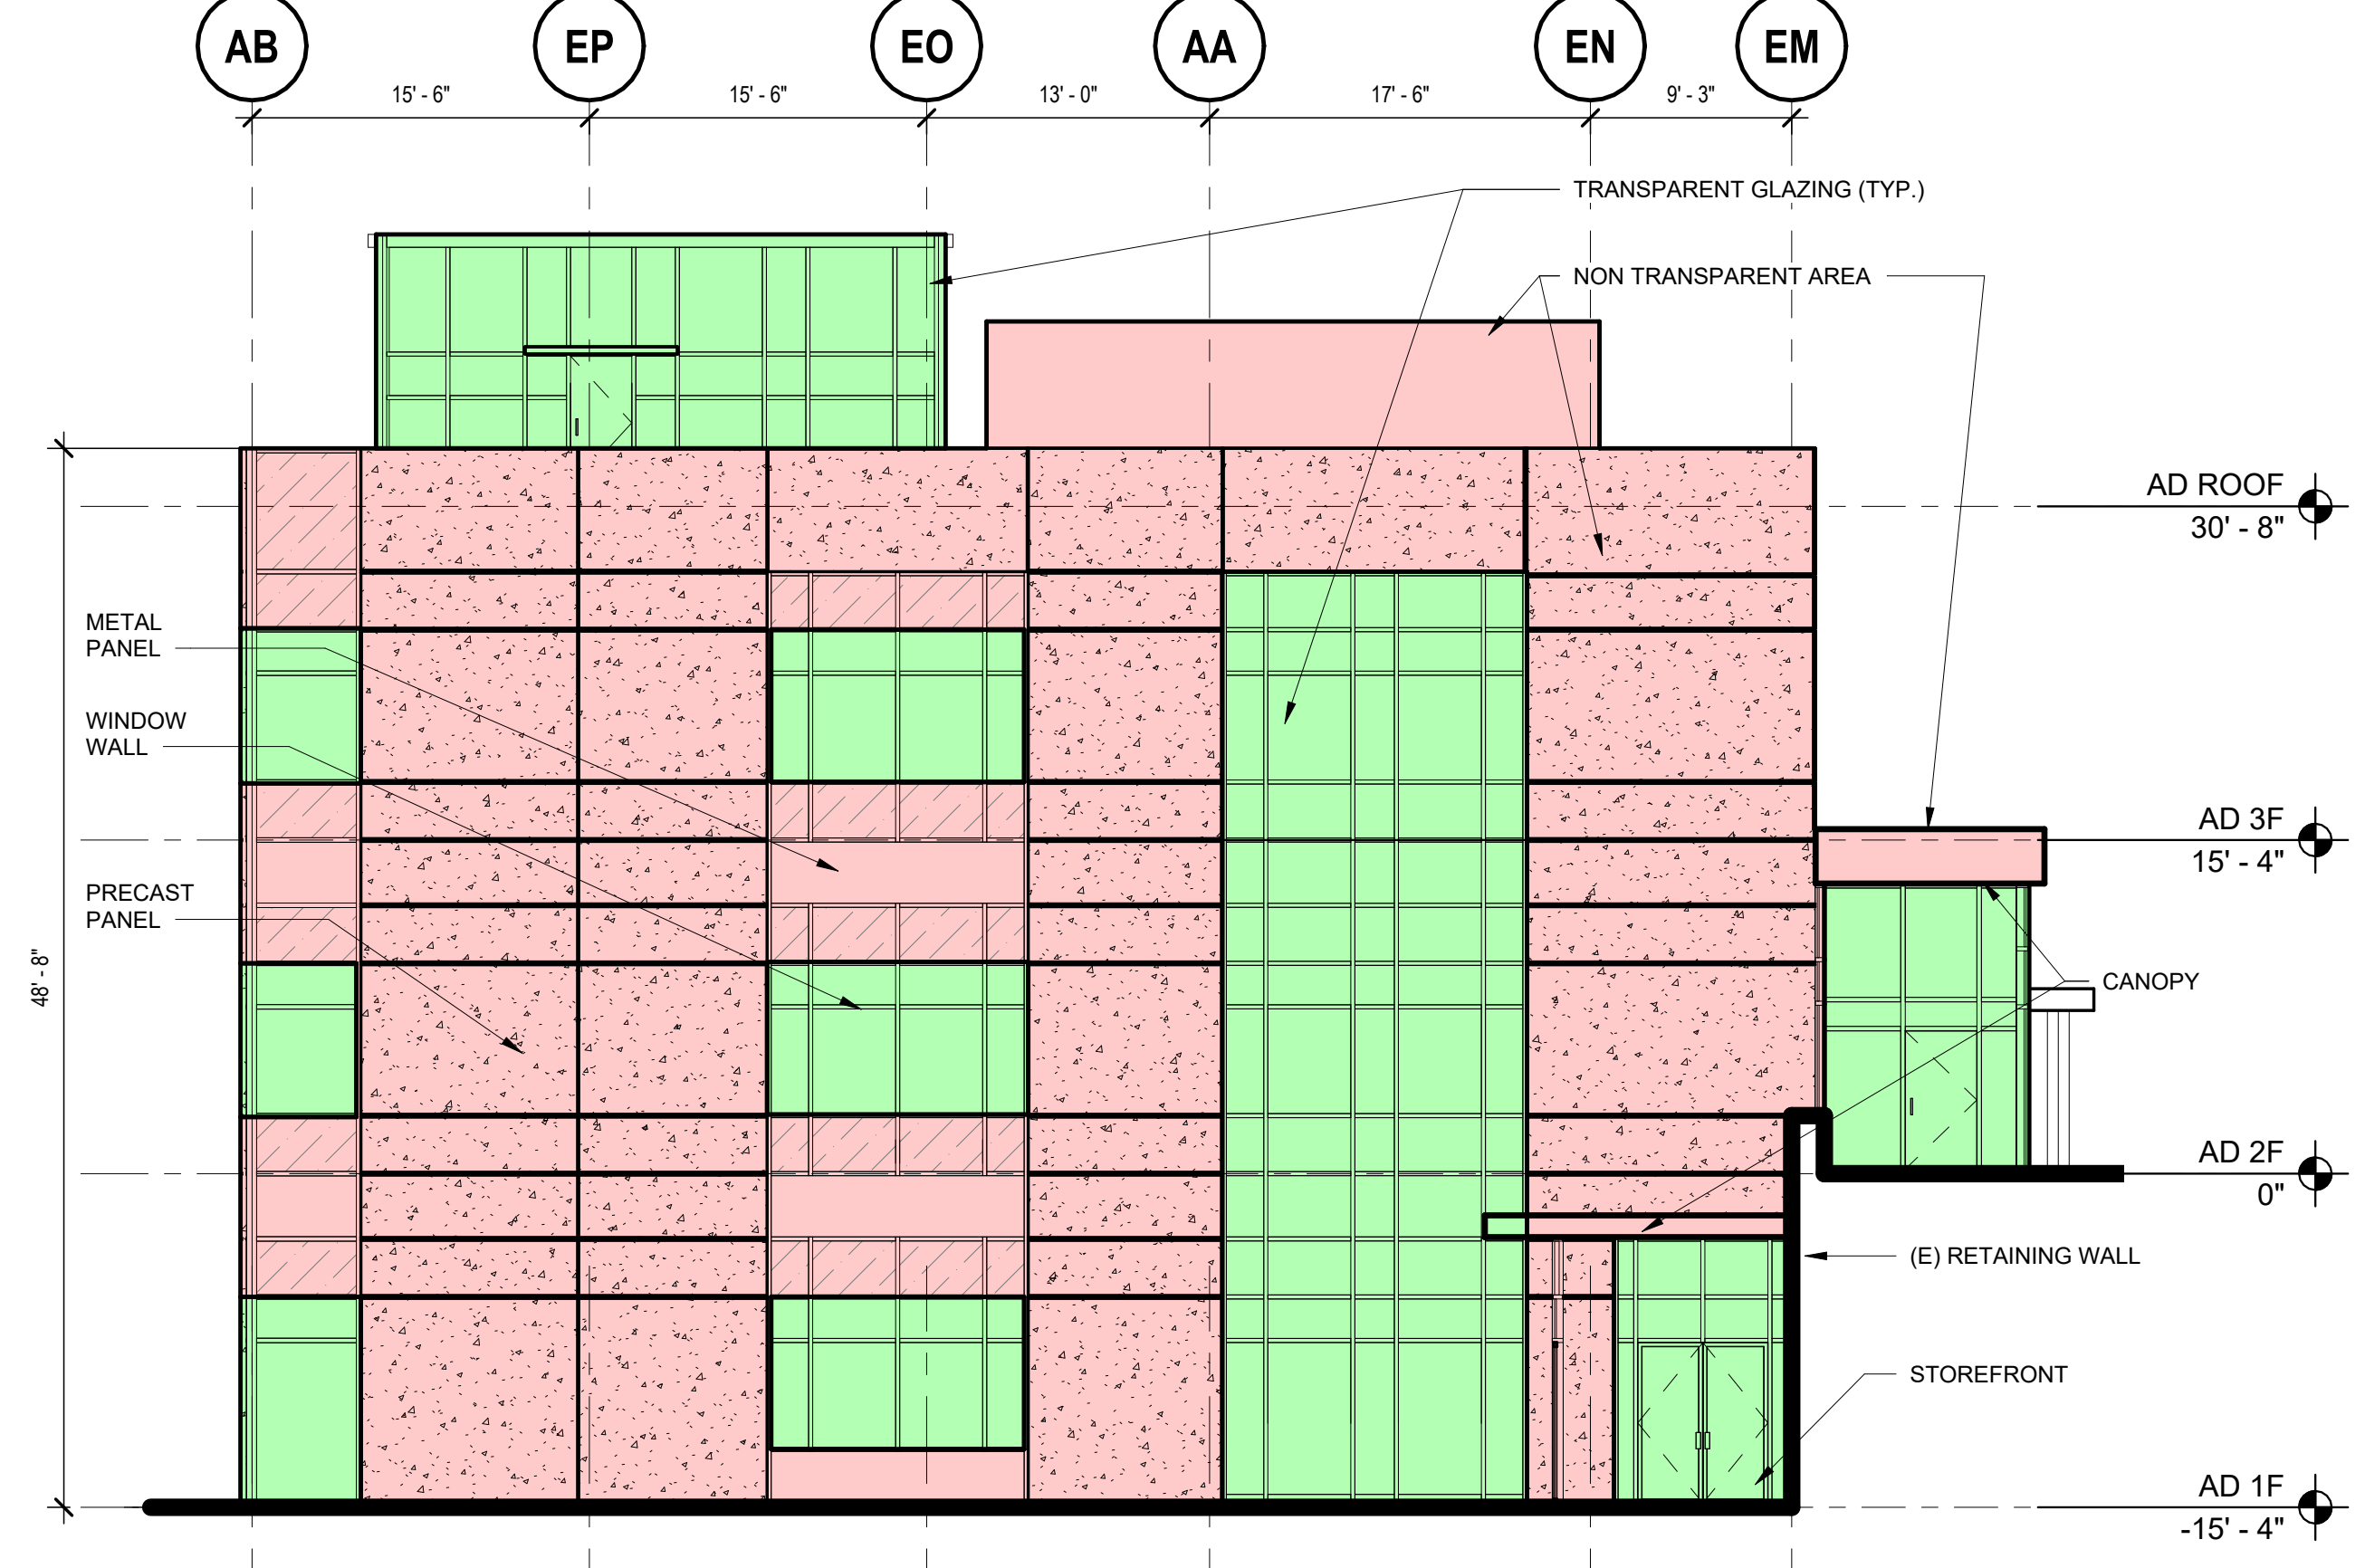 AB EP EO AA EN EM
15' - 6" 15' - 6" 13' - 0" 17' - 6" 9' - 3"
TRANSPARENT GLAZING (TYP.)
NON TRANSPARENT AREA
AD ROOF
30' - 8"
METAL
PANEL
WINDOW
WALL
AD 3F
15' - 4"
PRECAST
PANEL
48' - 8"
CANOPY
AD 2F
0"
(E) RETAINING WALL
STOREFRONT
AD 1F
-15' - 4"